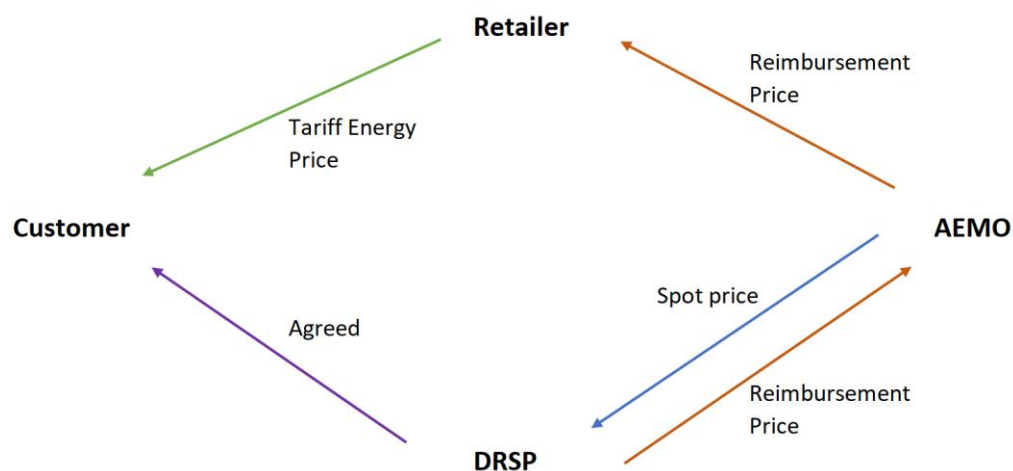 Retailer
Reimbursement
Price
Tariff Energy
Price
Customer
AEMO
Spot price
Agreed
Reimbursement
Price
DRSP